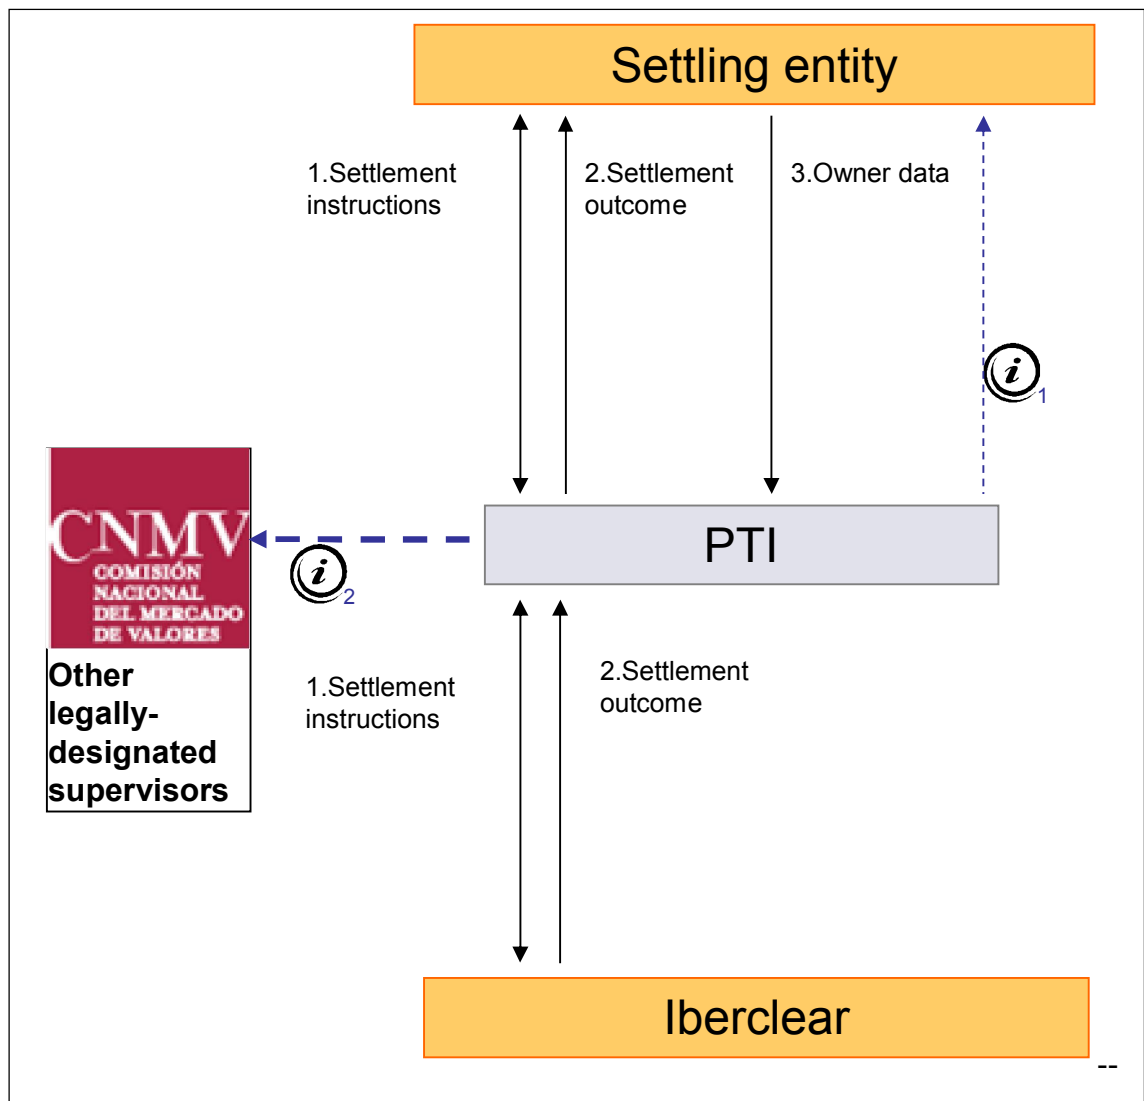 Settling entity
1.Settlement
instructions
2.Settlement
outcome
3.Owner data
i
1
CNMV
COMISIÓN
NACIONAL
DEL MERCADO
DE VALORES
i
2
PTI
Other
legally-
designated
supervisors
1.Settlement
instructions
2.Settlement
outcome
Iberclear
--